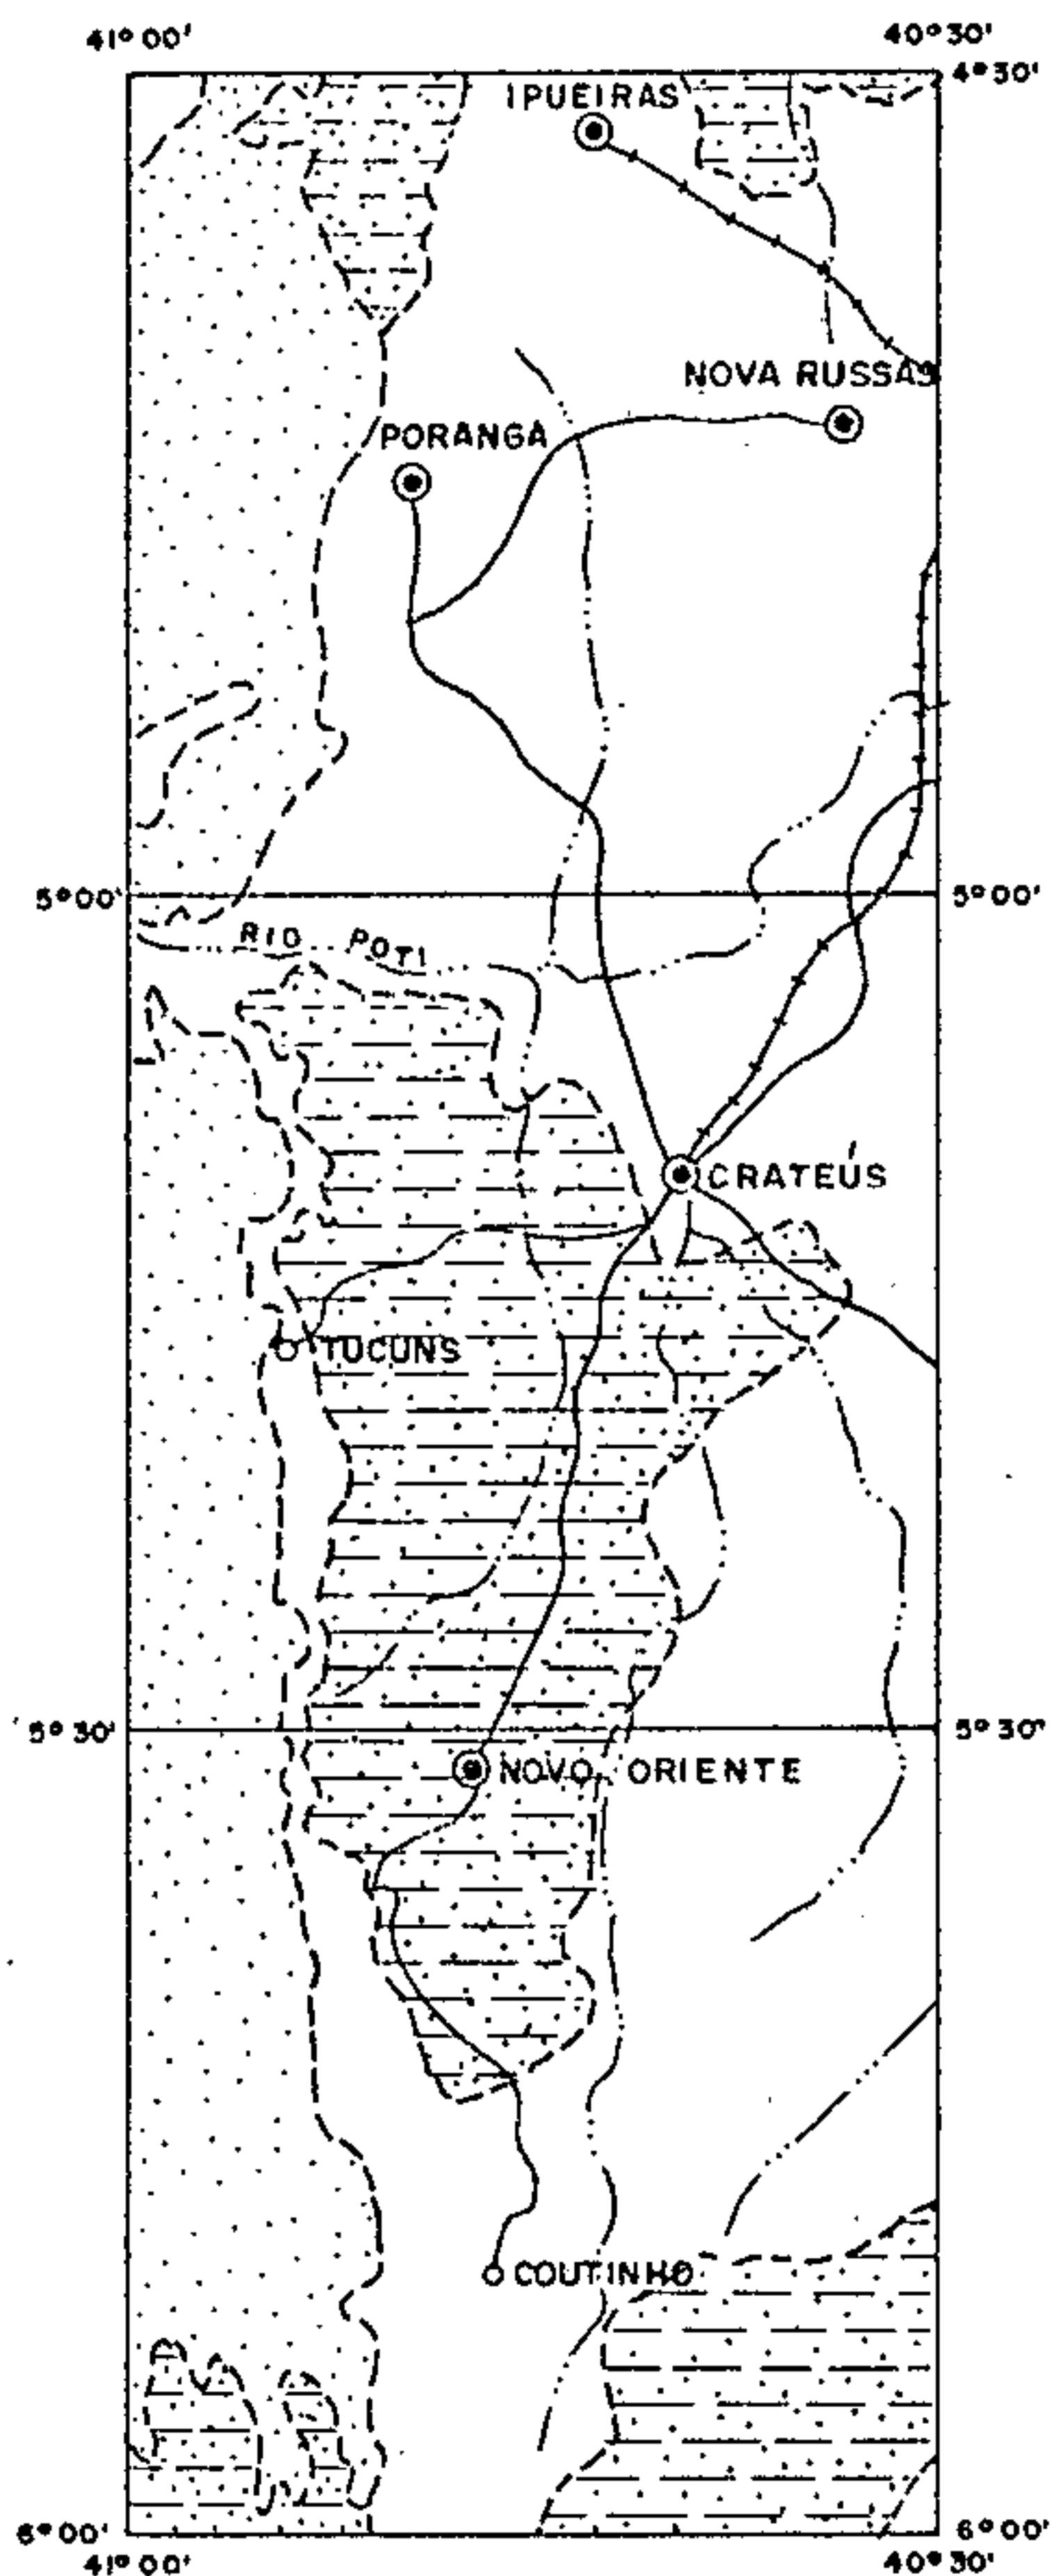 41°00'
40°30'
4°30'
IPUEIRAS
NOVA RUSSAS
PORANGA
5°00'
5°00'
RIO POTI
CRATEÚS
TUCUNS
5°30'
5°30'
NOVO ORIENTE
COUTINHO
6°00'
6°00'
41°00'
40°30'